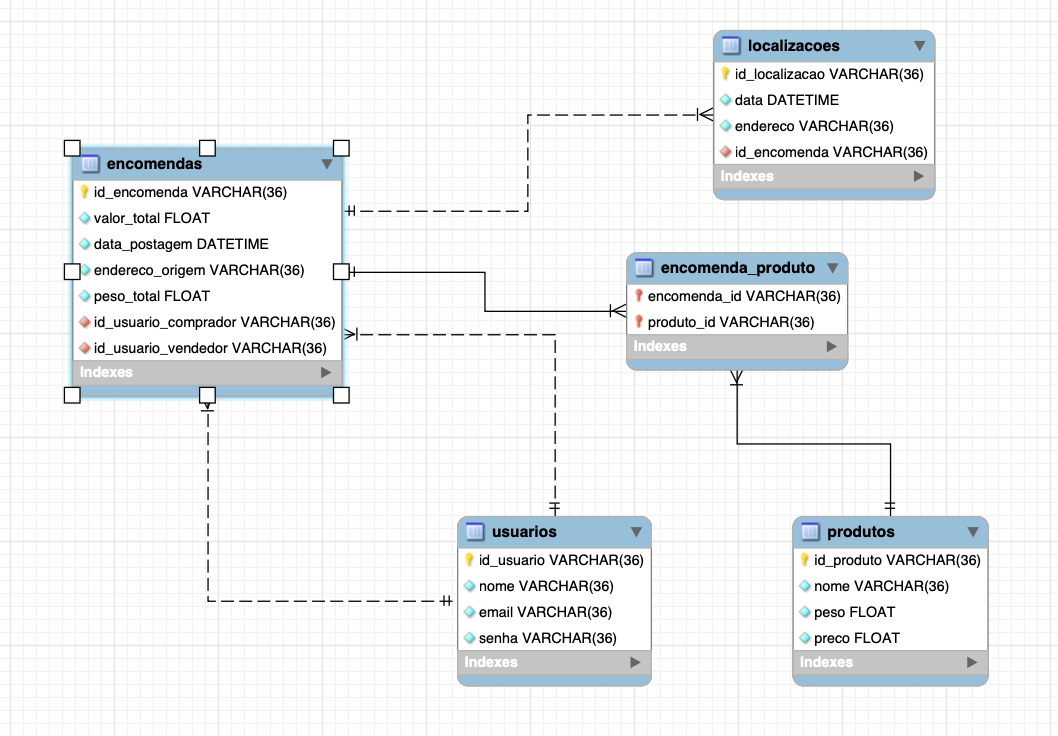 localizacoes
id_localizacao VARCHAR(36)
data DATETIME
endereco VARCHAR(36)
id_encomenda VARCHAR(36)
Indexes
encomendas
id_encomenda VARCHAR(36)
valor_total FLOAT
data_postagem DATETIME
endereco_origem VARCHAR(36)
peso_total FLOAT
id_usuario_comprador VARCHAR(36)
id_usuario_vendedor VARCHAR(36)
Indexes
encomenda_produto
encomenda_id VARCHAR(36)
produto_id VARCHAR(36)
Indexes
usuarios
id_usuario VARCHAR(36)
nome VARCHAR(36)
email VARCHAR(36)
senha VARCHAR(36)
Indexes
produtos
id_produto VARCHAR(36)
nome VARCHAR(36)
peso FLOAT
preco FLOAT
Indexes